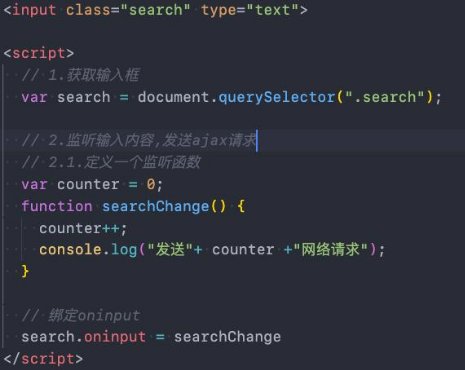 <input class="search" type="text">
<script>
// 1.获取输入框
var search = document.querySelector(".search");
// 2.监听输入内容,发送ajax请求
// 2.1.定义一个监听函数
var counter = 0;
function searchChange() {
counter++;
console.log("发送"+ counter +"网络请求");
}
// 绑定oninput
search.oninput = searchChange
</script>